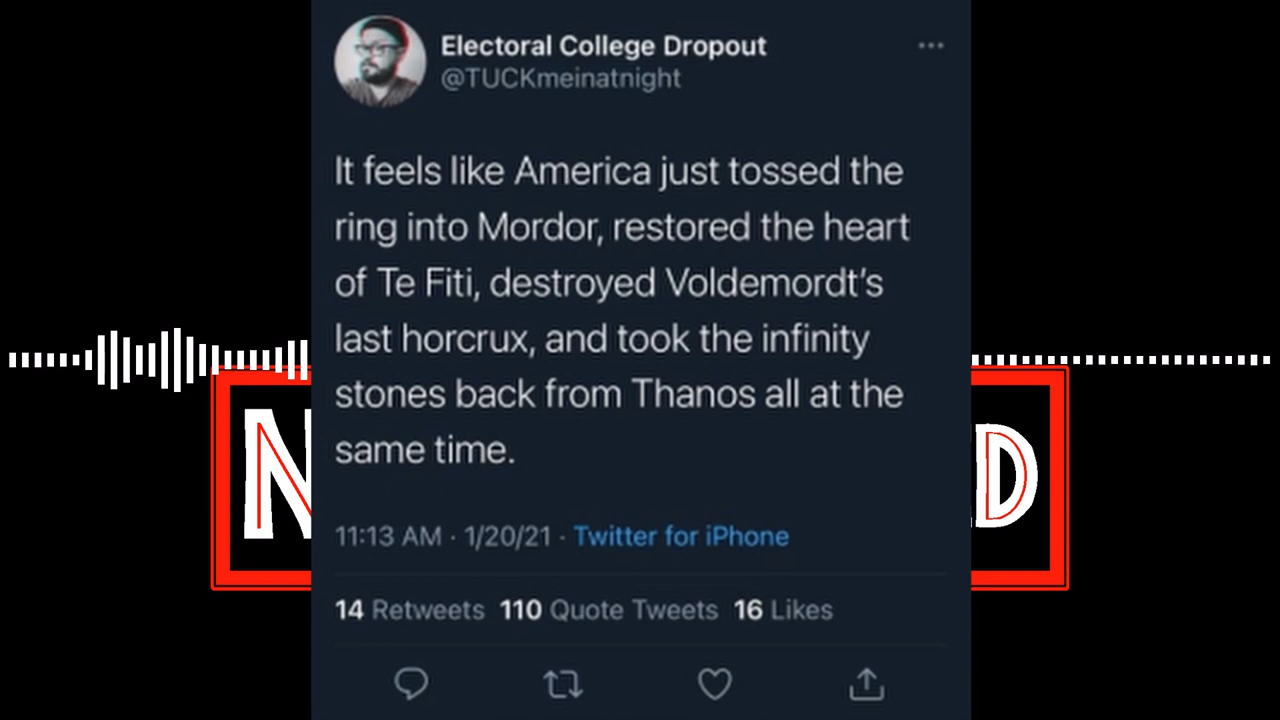 Electoral College Dropout
@TUCKmeinatnight
It feels like America just tossed the
ring into Mordor, restored the heart
of Te Fiti, destroyed Voldemordt's
last horcrux, and took the infinity
stones back from Thanos all at the
same time.
11:13 AM · 1/20/21 · Twitter for iPhone
14 Retweets 110 Quote Tweets 16 Likes
N
D